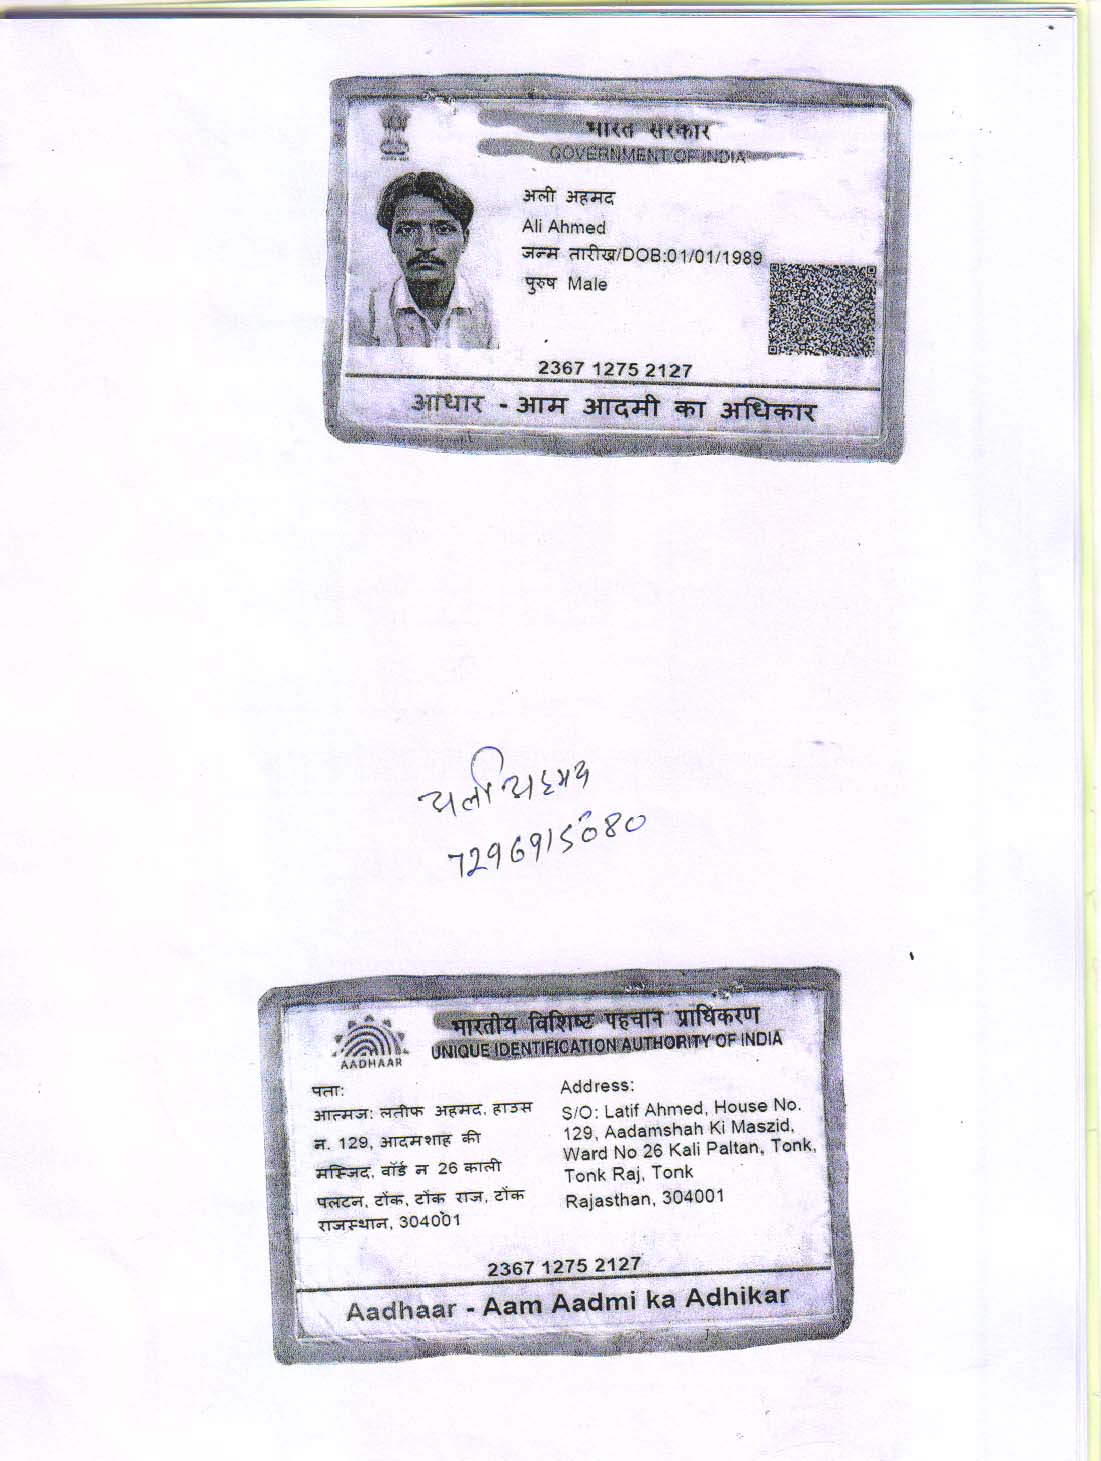 भारत सरकार
GOVERNMENT OF INDIA
अली अहमद
Ali Ahmed
जन्म तारीख/DOB:01/01/1989
पुरुष Male
2367 1275 2127
आधार - आम आदमी का अधिकार
अली अहमद
7296915080
भारतीय विशिष्ट पहचान प्राधिकरण
UNIQUE IDENTIFICATION AUTHORITY OF INDIA
AADHAAR
पता:
आत्मज: लतीफ अहमद, हाउस
न. 129, आदमशाह की
मस्जिद, वॉर्ड न 26 काली
पलटन, टोंक, टोंक राज, टोंक
राजस्थान, 304001
Address:
S/O: Latif Ahmed, House No.
129, Aadamshah Ki Maszid,
Ward No 26 Kali Paltan, Tonk,
Tonk Raj, Tonk
Rajasthan, 304001
2367 1275 2127
Aadhaar - Aam Aadmi ka Adhikar